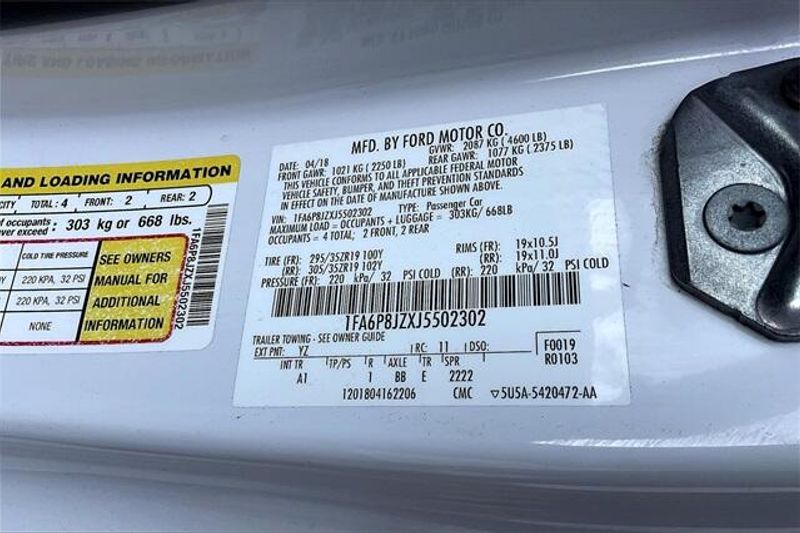 AND LOADING INFORMATION
CITY TOTAL: 4 FRONT: 2 REAR: 2
of occupants
ver exceed: 303 kg or 668 lbs.
COLD TIRE PRESSURE
220 KPA, 32 PSI
220 KPA, 32 PSI
NONE
SEE OWNERS
MANUAL FOR
ADDITIONAL
INFORMATION
1FA6P8JZXJ5502302
MFD. BY FORD MOTOR CO.
DATE: 04/18 GVWR: 2087 KG (4600 LB)
FRONT GAWR: 1021 KG (2250 LB) REAR GAWR: 1077 KG (2375 LB)
THIS VEHICLE CONFORMS TO ALL APPLICABLE FEDERAL MOTOR
VEHICLE SAFETY, BUMPER, AND THEFT PREVENTION STANDARDS
IN EFFECT ON THE DATE OF MANUFACTURE SHOWN ABOVE.
VIN: 1FA6P8JZXJ5502302 TYPE: Passenger Car
MAXIMUM LOAD = OCCUPANTS + LUGGAGE = 303KG/ 668LB
OCCUPANTS = 4 TOTAL, 2 FRONT, 2 REAR
TIRE (FR): 295/35ZR19 100Y RIMS (FR): 19x10.5J
(RR): 305/35ZR19 102Y (RR): 19x11.0J
PRESSURE (FR): 220 kPa/ 32 PSI COLD (RR): 220 kPa/ 32 PSI COLD
1FA6P8JZXJ5502302
TRAILER TOWING - SEE OWNER GUIDE
EXT PNT: YZ RC: 11 DSO: F0019
INT TR TP/PS R AXLE TR SPR R0103
A1 1 BB E 2222
1201804162206 CMC ▽5U5A-5420472-AA